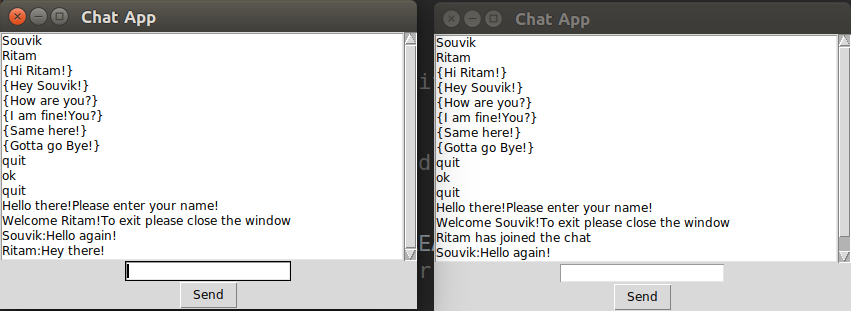 Chat App
Souvik
Ritam
{Hi Ritam!}
{Hey Souvik!}
{How are you?}
{I am fine!You?}
{Same here!}
{Gotta go Bye!}
quit
ok
quit
Hello there!Please enter your name!
Welcome Ritam!To exit please close the window
Souvik:Hello again!
Ritam:Hey there!
Send
Chat App
Souvik
Ritam
{Hi Ritam!}
{Hey Souvik!}
{How are you?}
{I am fine!You?}
{Same here!}
{Gotta go Bye!}
quit
ok
quit
Hello there!Please enter your name!
Welcome Souvik!To exit please close the window
Ritam has joined the chat
Souvik:Hello again!
Send